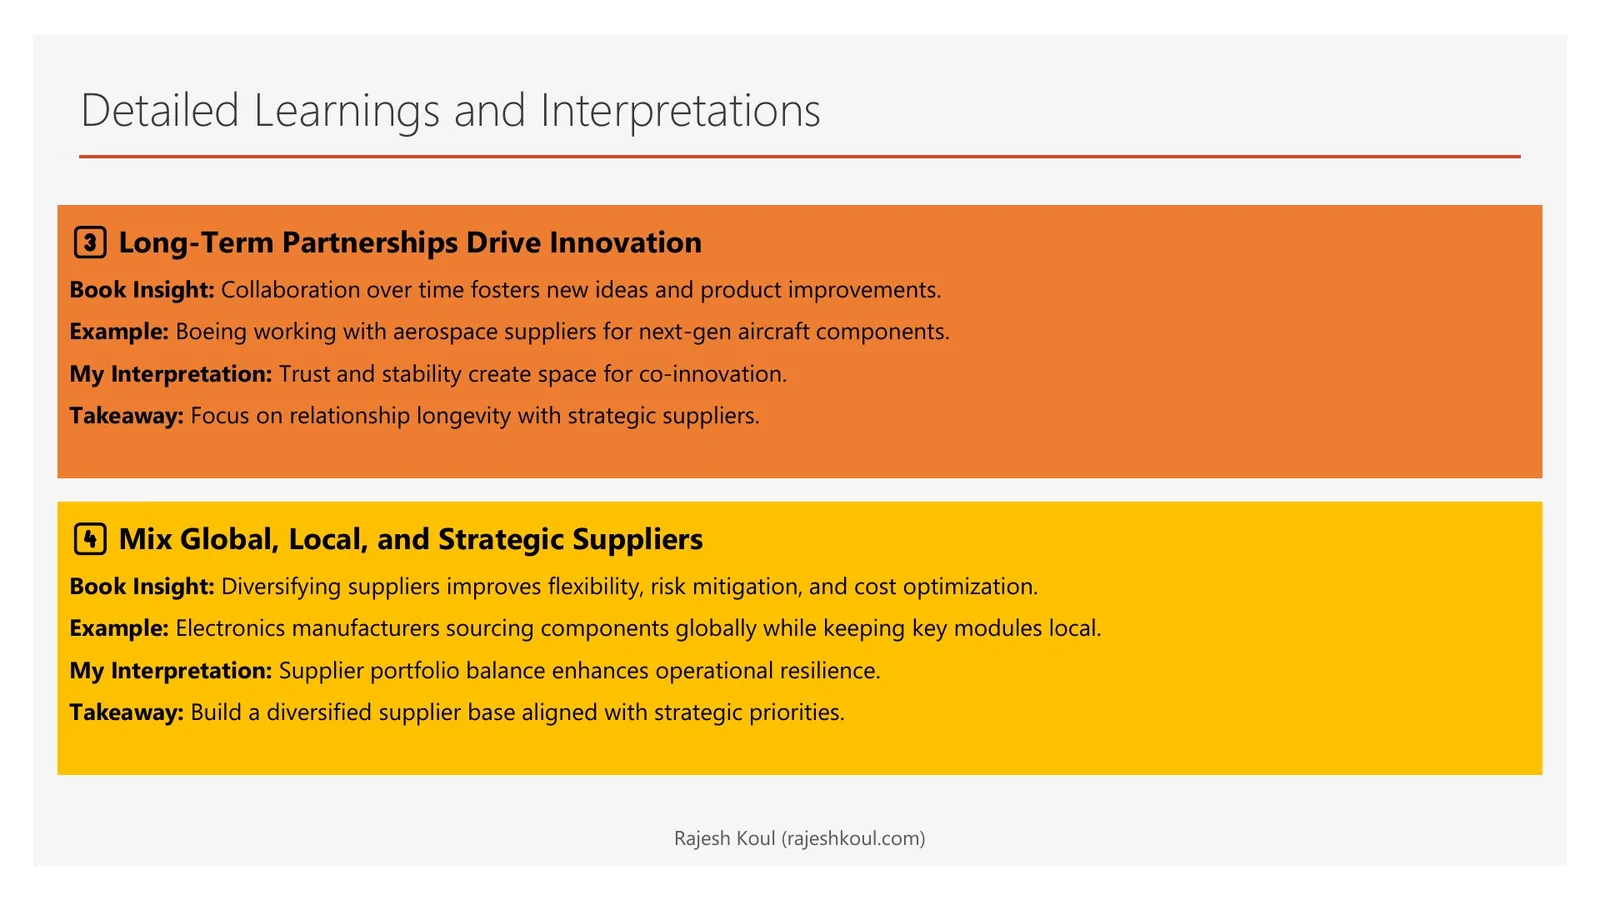 Detailed Learnings and Interpretations
3 Long-Term Partnerships Drive Innovation
Book Insight: Collaboration over time fosters new ideas and product improvements.
Example: Boeing working with aerospace suppliers for next-gen aircraft components.
My Interpretation: Trust and stability create space for co-innovation.
Takeaway: Focus on relationship longevity with strategic suppliers.
4 Mix Global, Local, and Strategic Suppliers
Book Insight: Diversifying suppliers improves flexibility, risk mitigation, and cost optimization.
Example: Electronics manufacturers sourcing components globally while keeping key modules local.
My Interpretation: Supplier portfolio balance enhances operational resilience.
Takeaway: Build a diversified supplier base aligned with strategic priorities.
Rajesh Koul (rajeshkoul.com)